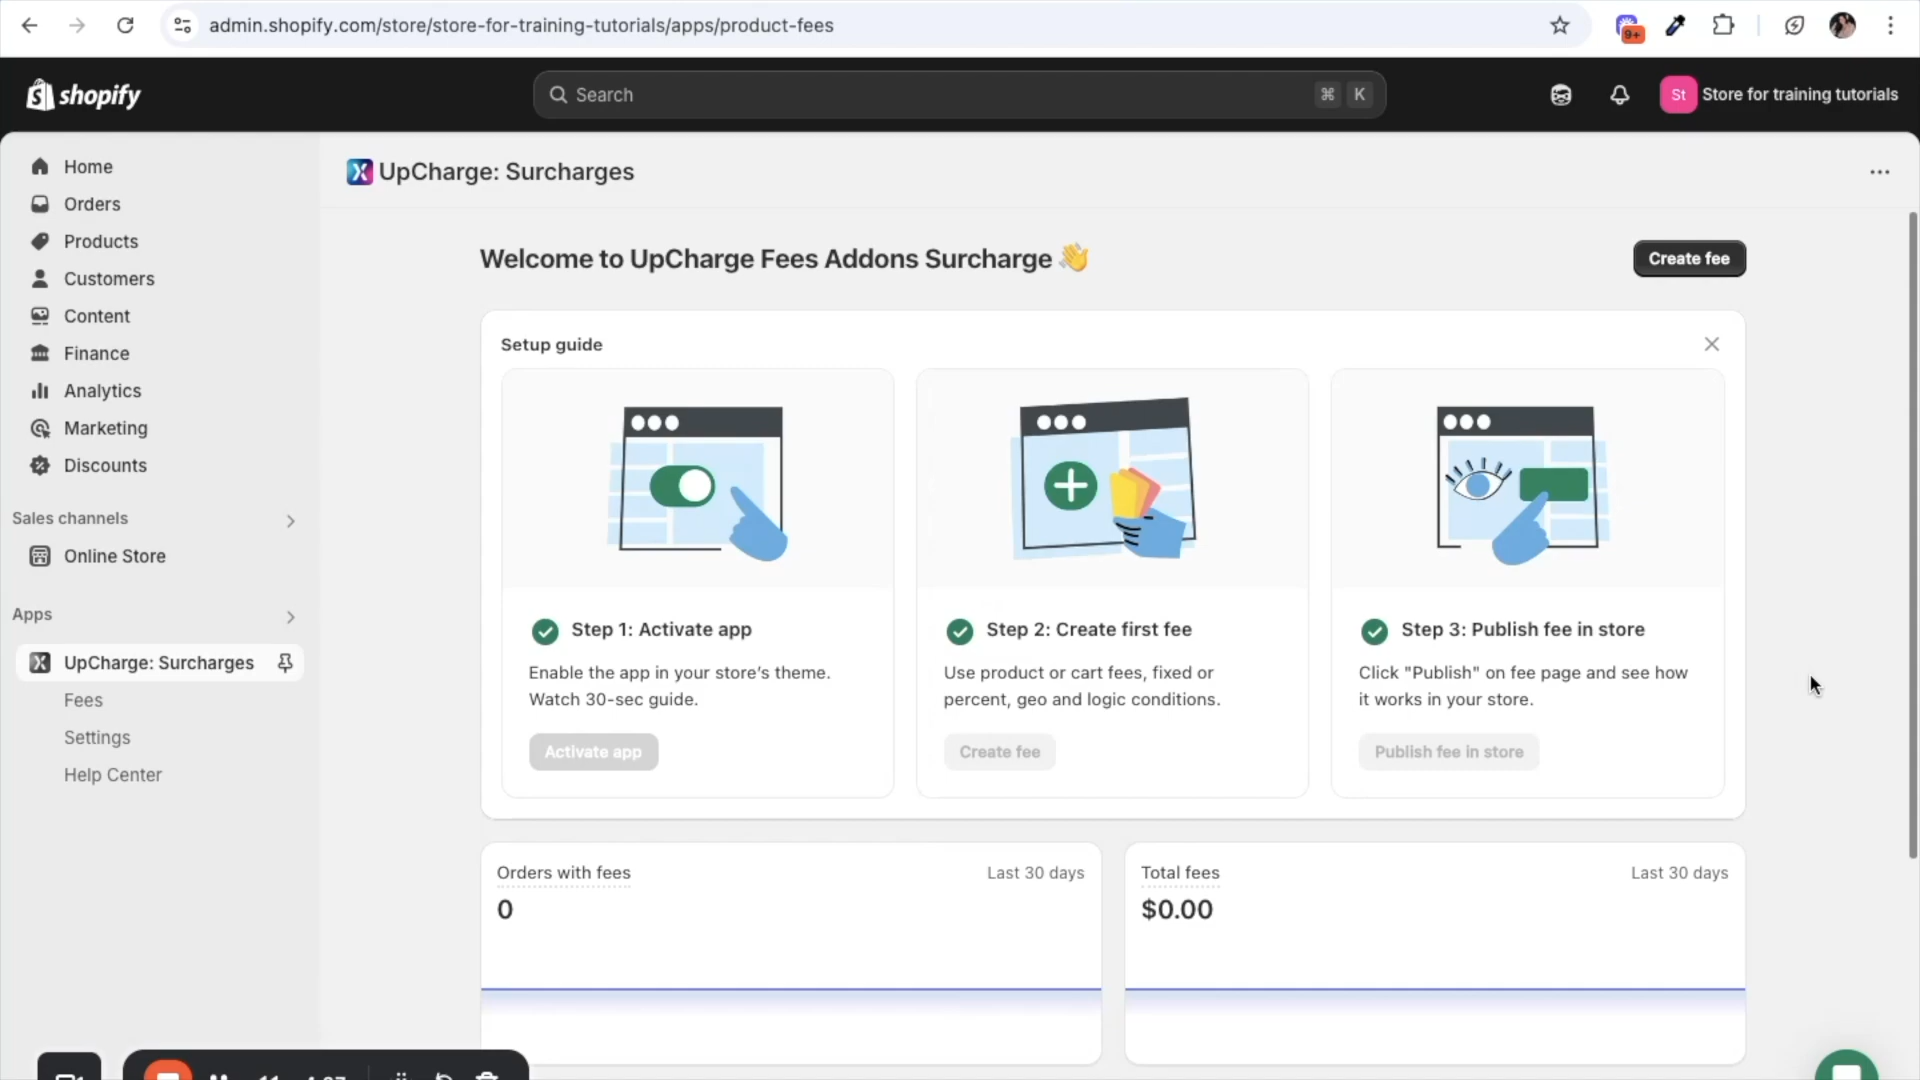 admin.shopify.com/store/store-for-training-tutorials/apps/product-fees
9+
shopify
Search
⌘ K
St
Store for training tutorials
Home
Orders
Products
Customers
Content
Finance
Analytics
Marketing
Discounts
Sales channels
Online Store
Apps
UpCharge: Surcharges
Fees
Settings
Help Center
UpCharge: Surcharges
Welcome to UpCharge Fees Addons Surcharge 👋
Create fee
Setup guide
Step 1: Activate app
Enable the app in your store's theme.
Watch 30-sec guide.
Activate app
Step 2: Create first fee
Use product or cart fees, fixed or
percent, geo and logic conditions.
Create fee
Step 3: Publish fee in store
Click "Publish" on fee page and see how
it works in your store.
Publish fee in store
Orders with fees
Last 30 days
0
Total fees
Last 30 days
$0.00